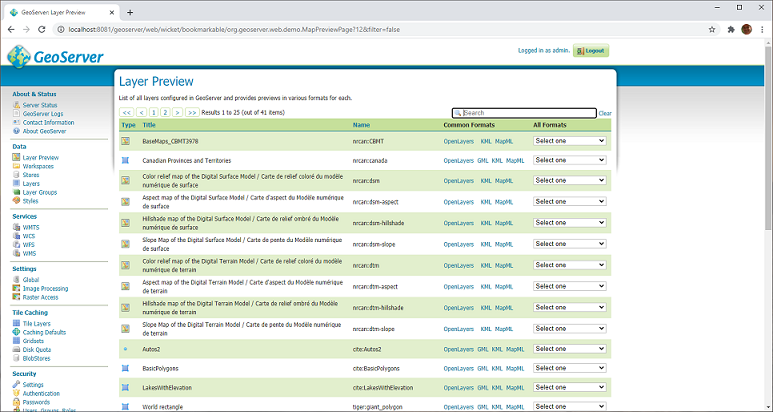 GeoServer: Layer Preview
localhost:8081/geoserver/web/wicket/bookmarkable/org.geoserver.web.demo.MapPreviewPage?12&filter=false
GeoServer
Logged in as admin.
Logout
About & Status
Server Status
GeoServer Logs
Contact Information
About GeoServer
Data
Layer Preview
Workspaces
Stores
Layers
Layer Groups
Styles
Services
WMTS
WCS
WFS
WMS
Settings
Global
Image Processing
Raster Access
Tile Caching
Tile Layers
Caching Defaults
Gridsets
Disk Quota
BlobStores
Security
Settings
Authentication
Passwords
Users, Groups, Roles
Layer Preview
List of all layers configured in GeoServer and provides previews in various formats for each.
<< < 1 2 > >> Results 1 to 25 (out of 41 items) Search Clear
Type Title Name Common Formats All Formats
BaseMaps_CBMT3978 nrcan:CBMT OpenLayers KML MapML Select one
Canadian Provinces and Territories nrcan:canada OpenLayers GML KML MapML Select one
Color relief map of the Digital Surface Model / Carte de relief coloré du modèle nrcan:dsm OpenLayers KML MapML Select one
numérique de surface
Aspect map of the Digital Surface Model / Carte d'aspect du Modèle numérique nrcan:dsm-aspect OpenLayers KML MapML Select one
de surface
Hillshade map of the Digital Surface Model / Carte de relief ombré du Modèle nrcan:dsm-hillshade OpenLayers KML MapML Select one
numérique de surface
Slope Map of the Digital Surface Model / Carte de pente du Modèle numérique nrcan:dsm-slope OpenLayers KML MapML Select one
de surface
Color relief map of the Digital Terrain Model / Carte de relief coloré du modèle nrcan:dtm OpenLayers KML MapML Select one
numérique de terrain
Aspect map of the Digital Terrain Model / Carte d'aspect du Modèle numérique nrcan:dtm-aspect OpenLayers KML MapML Select one
de terrain
Hillshade map of the Digital Terrain Model / Carte de relief ombré du Modèle nrcan:dtm-hillshade OpenLayers KML MapML Select one
numérique de terrain
Slope Map of the Digital Terrain Model / Carte de pente du Modèle numérique nrcan:dtm-slope OpenLayers KML MapML Select one
de terrain
Autos2 cite:Autos2 OpenLayers GML KML MapML Select one
BasicPolygons cite:BasicPolygons OpenLayers GML KML MapML Select one
LakesWithElevation cite:LakesWithElevation OpenLayers GML KML MapML Select one
World rectangle tiger:giant_polygon OpenLayers GML KML MapML Select one